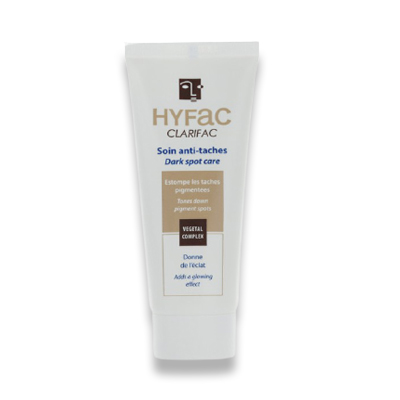 HYFAC
CLARIFAC
Soin anti-taches
Dark spot care
Estompe les taches
pigmentées
Tones down
pigment spots
VEGETAL
COMPLEX
Donne
de l'éclat
Adds a glowing
effect